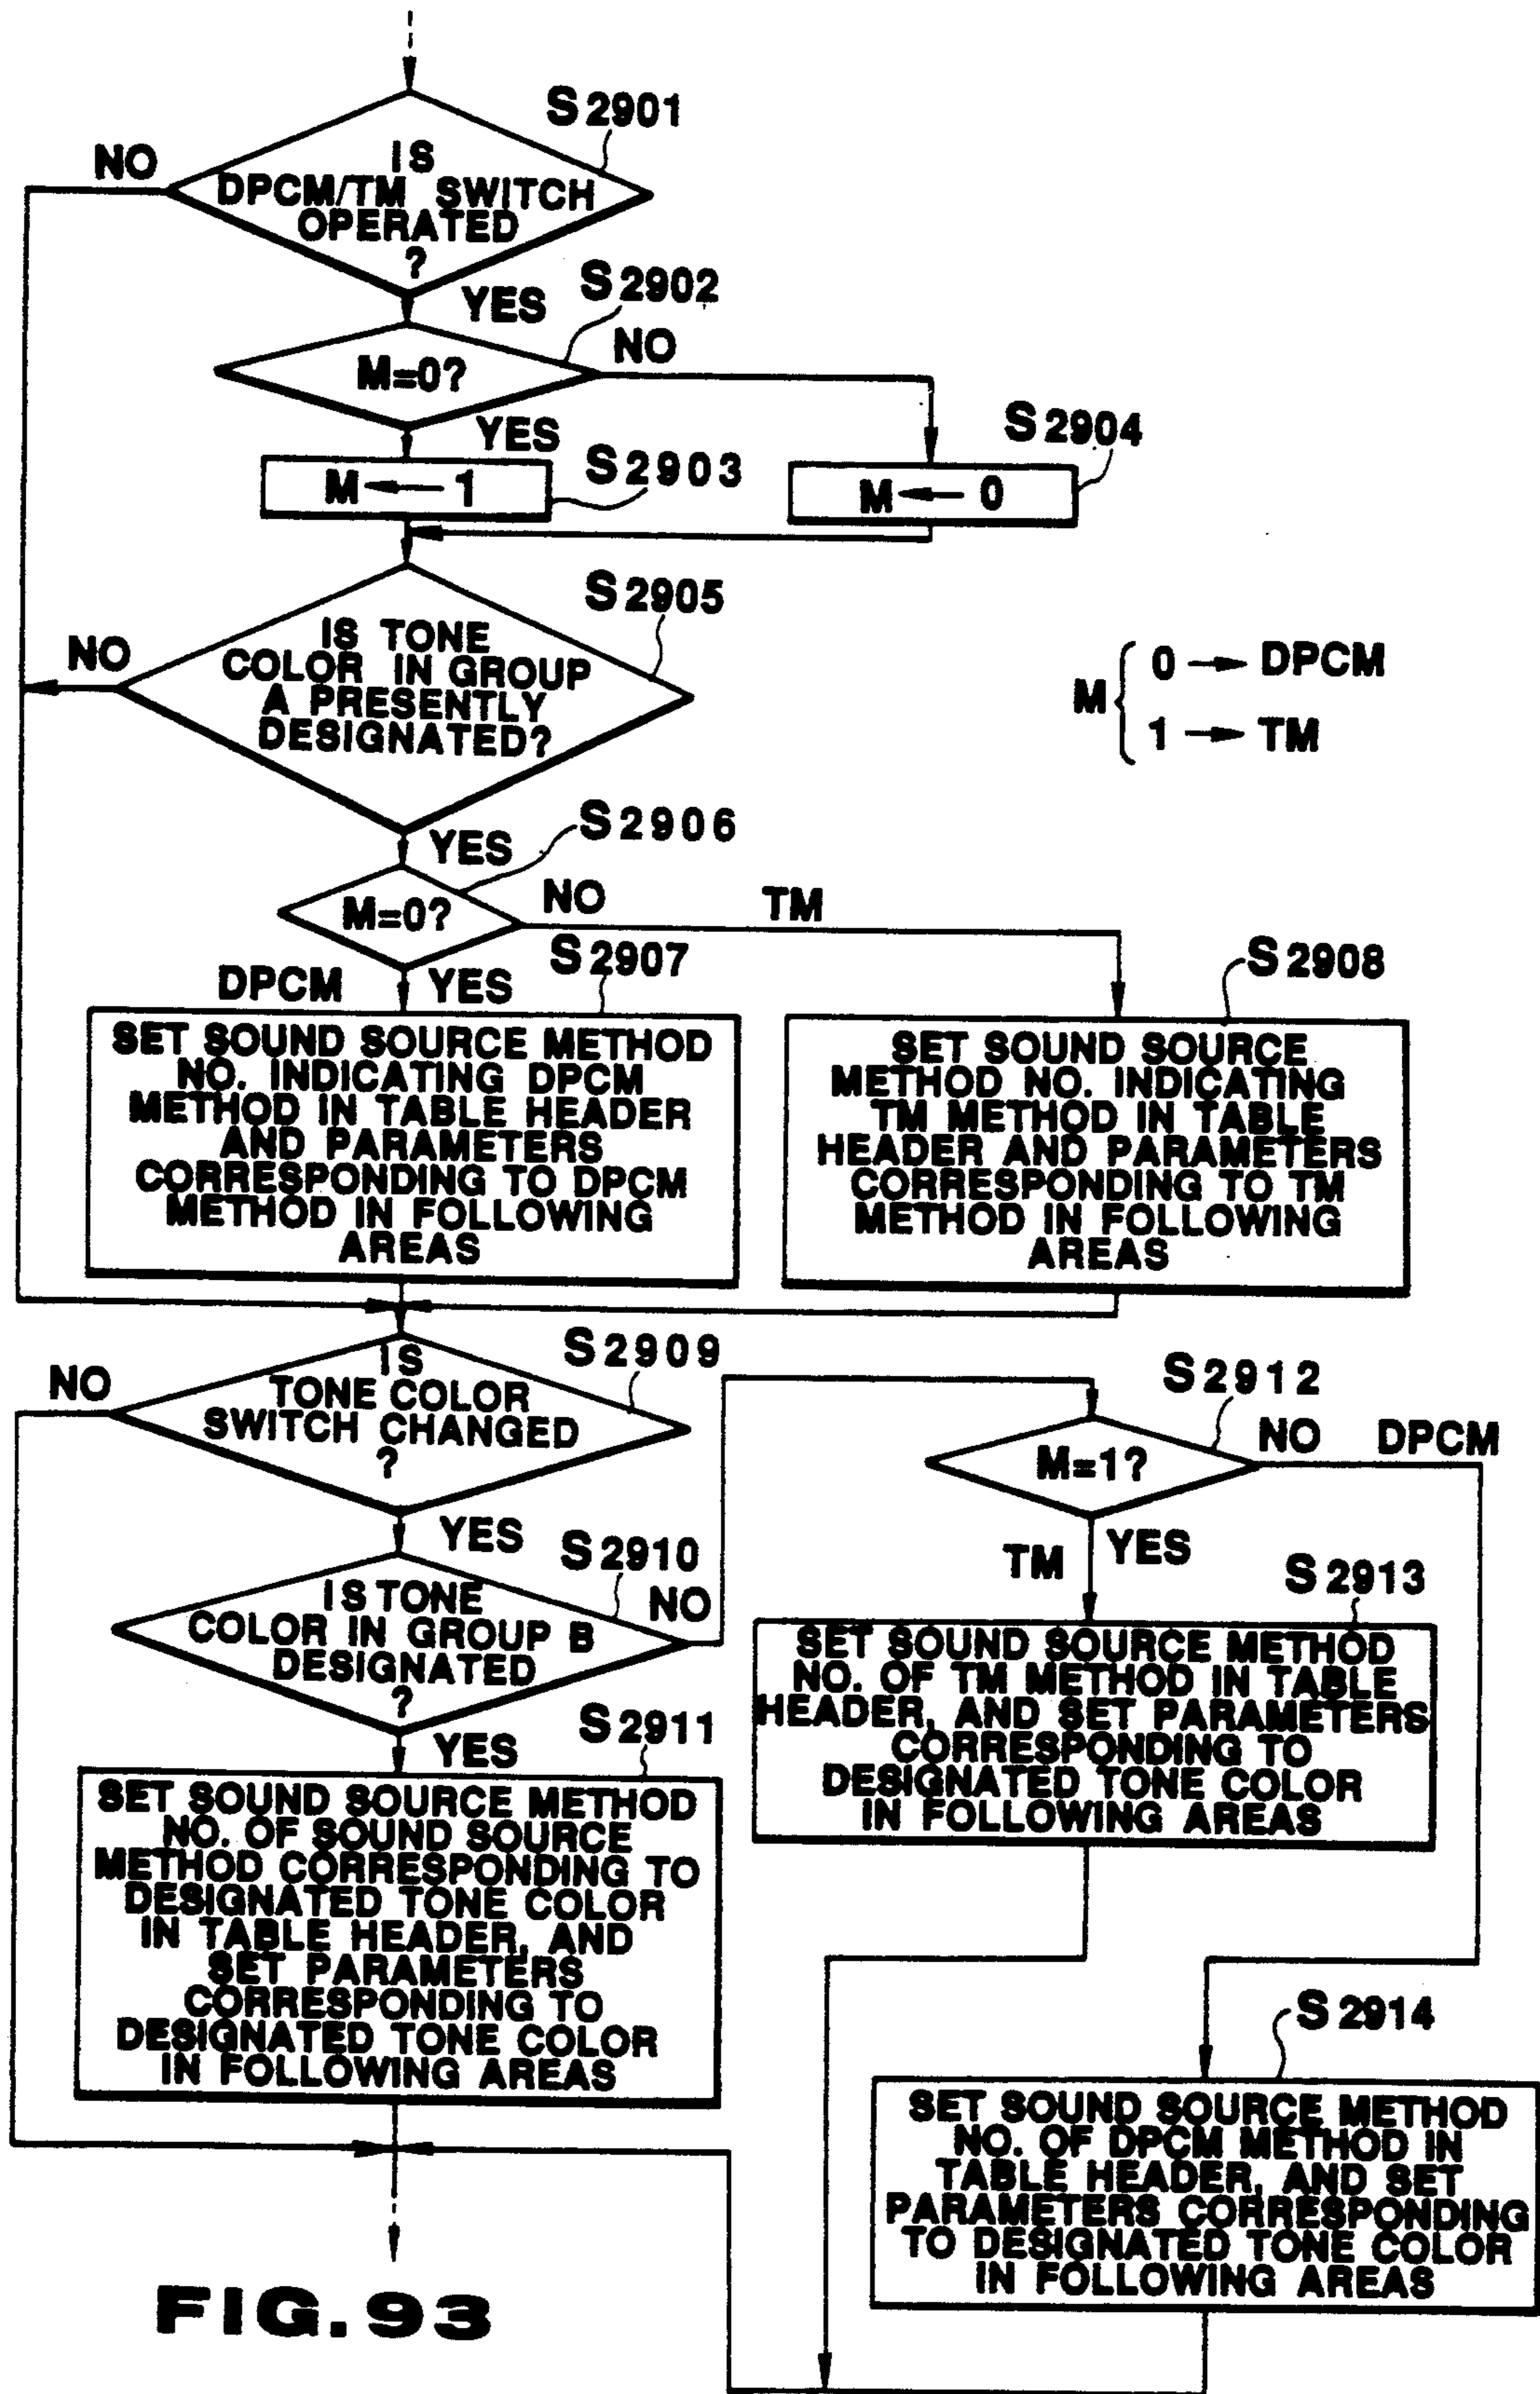 S2901
NO
IS
DPCM/TM SWITCH
OPERATED
?
YES
S2902
M=0?
NO
YES
S2903
M ← 1
S2904
M ← 0
S2905
NO
IS TONE
COLOR IN GROUP
A PRESENTLY
DESIGNATED?
M { 0 → DPCM
1 → TM
YES
S2906
M=0?
NO
TM
DPCM
YES
S2907
SET SOUND SOURCE METHOD
NO. INDICATING DPCM
METHOD IN TABLE HEADER
AND PARAMETERS
CORRESPONDING TO DPCM
METHOD IN FOLLOWING
AREAS
S2908
SET SOUND SOURCE
METHOD NO. INDICATING
TM METHOD IN TABLE
HEADER AND PARAMETERS
CORRESPONDING TO TM
METHOD IN FOLLOWING
AREAS
S2909
NO
IS
TONE COLOR
SWITCH CHANGED
?
YES
S2910
IS TONE
COLOR IN GROUP B
DESIGNATED
?
NO
YES
S2911
SET SOUND SOURCE METHOD
NO. OF SOUND SOURCE
METHOD CORRESPONDING TO
DESIGNATED TONE COLOR
IN TABLE HEADER, AND
SET PARAMETERS
CORRESPONDING TO
DESIGNATED TONE COLOR
IN FOLLOWING AREAS
S2912
M=1?
NO
DPCM
TM
YES
S2913
SET SOUND SOURCE METHOD
NO. OF TM METHOD IN TABLE
HEADER, AND SET PARAMETERS
CORRESPONDING TO
DESIGNATED TONE COLOR
IN FOLLOWING AREAS
S2914
SET SOUND SOURCE METHOD
NO. OF DPCM METHOD IN
TABLE HEADER, AND SET
PARAMETERS CORRESPONDING
TO DESIGNATED TONE COLOR
IN FOLLOWING AREAS
FIG. 93